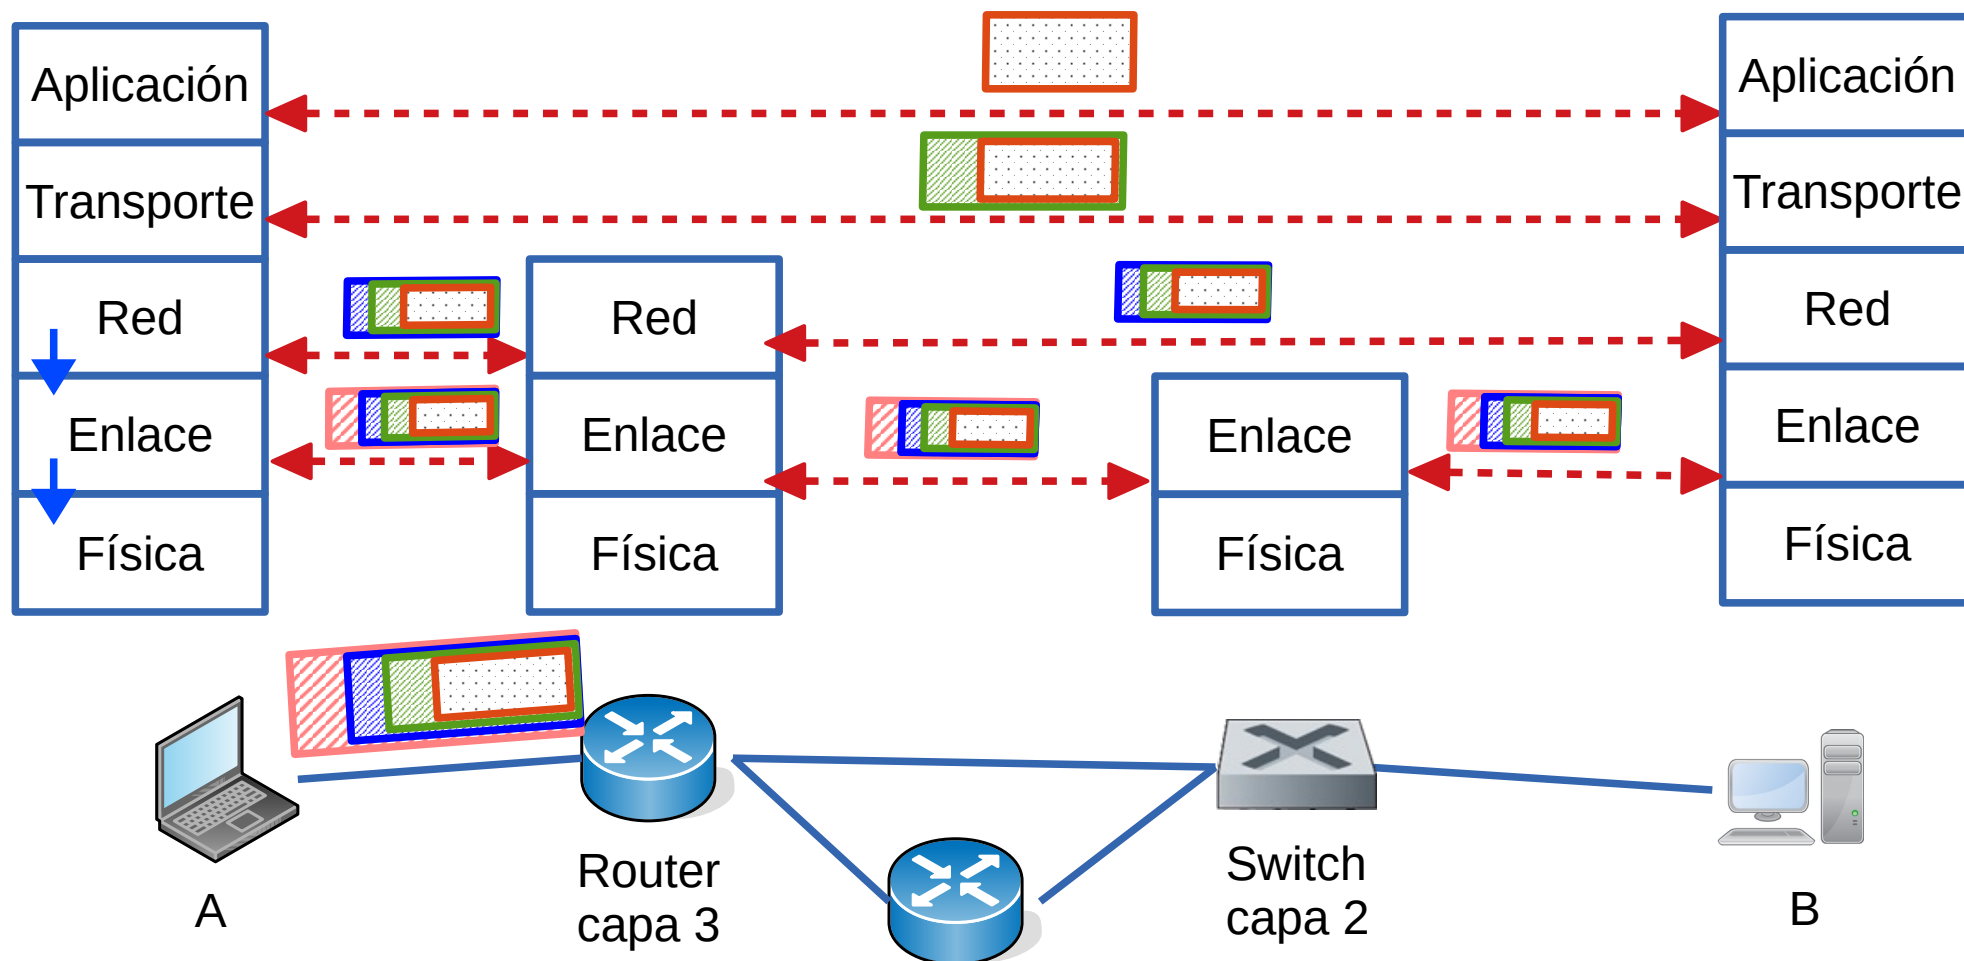 Aplicación
Transporte
Red
Enlace
Física
Red
Enlace
Física
Enlace
Física
Aplicación
Transporte
Red
Enlace
Física
A
Router
capa 3
Switch
capa 2
B